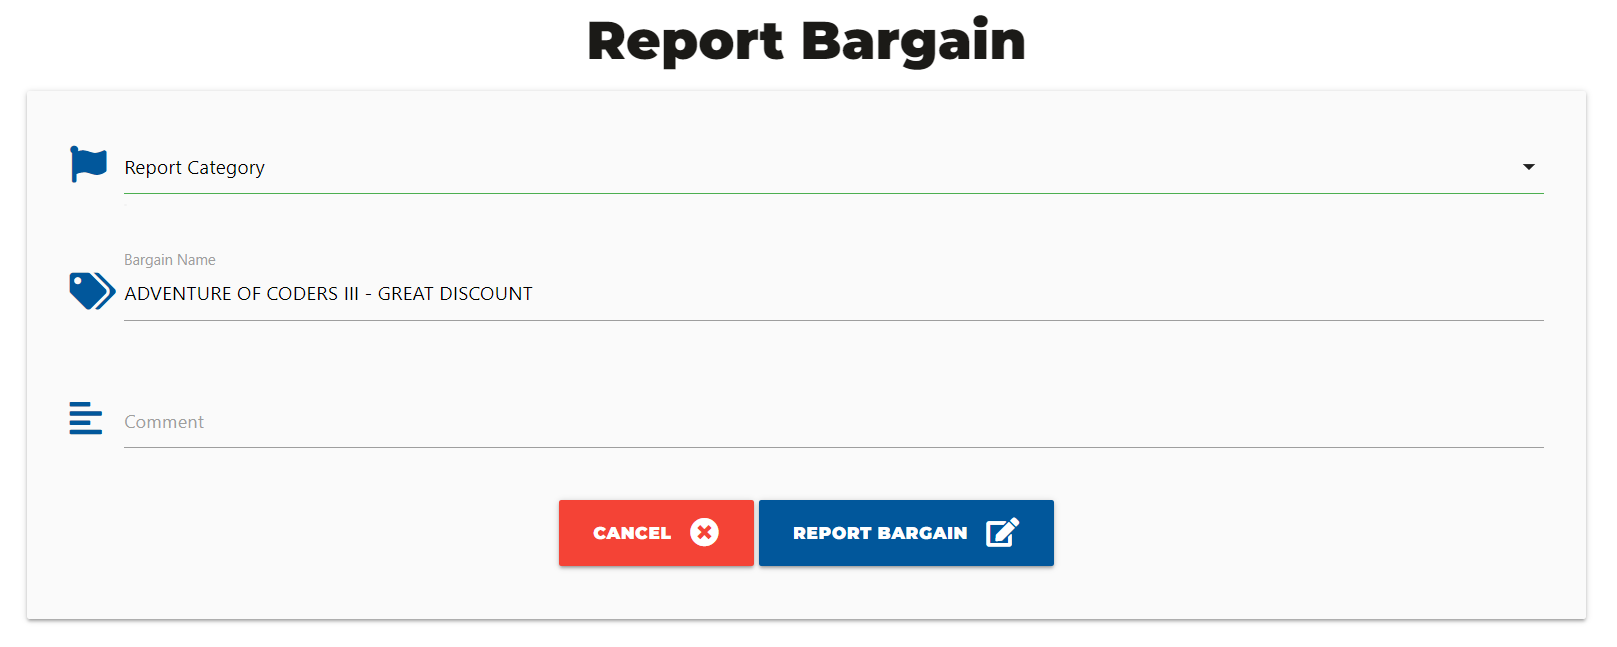 Report Bargain
Report Category
Bargain Name
ADVENTURE OF CODERS III - GREAT DISCOUNT
Comment
CANCEL
REPORT BARGAIN